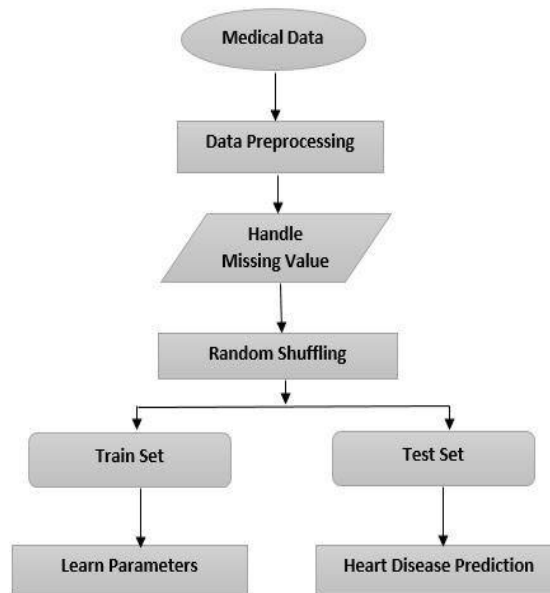 Medical Data
Data Preprocessing
Handle
Missing Value
Random Shuffling
Train Set
Test Set
Learn Parameters
Heart Disease Prediction